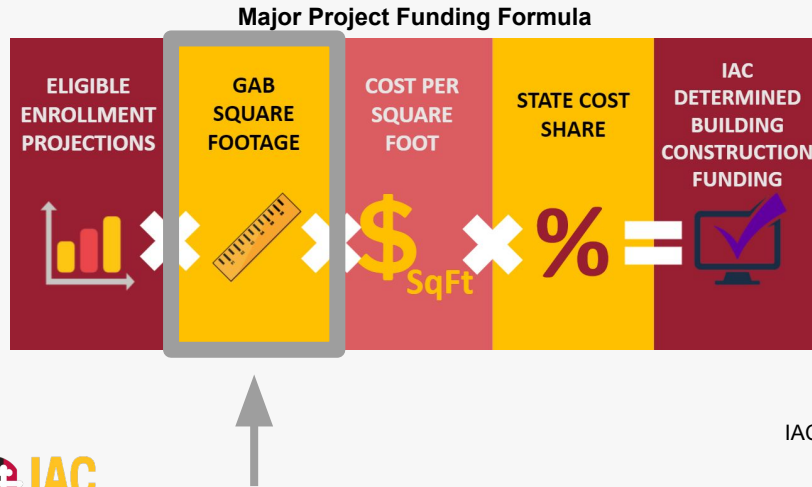 Major Project Funding Formula
ELIGIBLE
ENROLLMENT
PROJECTIONS
GAB
SQUARE
FOOTAGE
COST PER
SQUARE
FOOT
$
SqFt
STATE COST
SHARE
%
=
IAC
DETERMINED
BUILDING
CONSTRUCTION
FUNDING
IAC
IAC